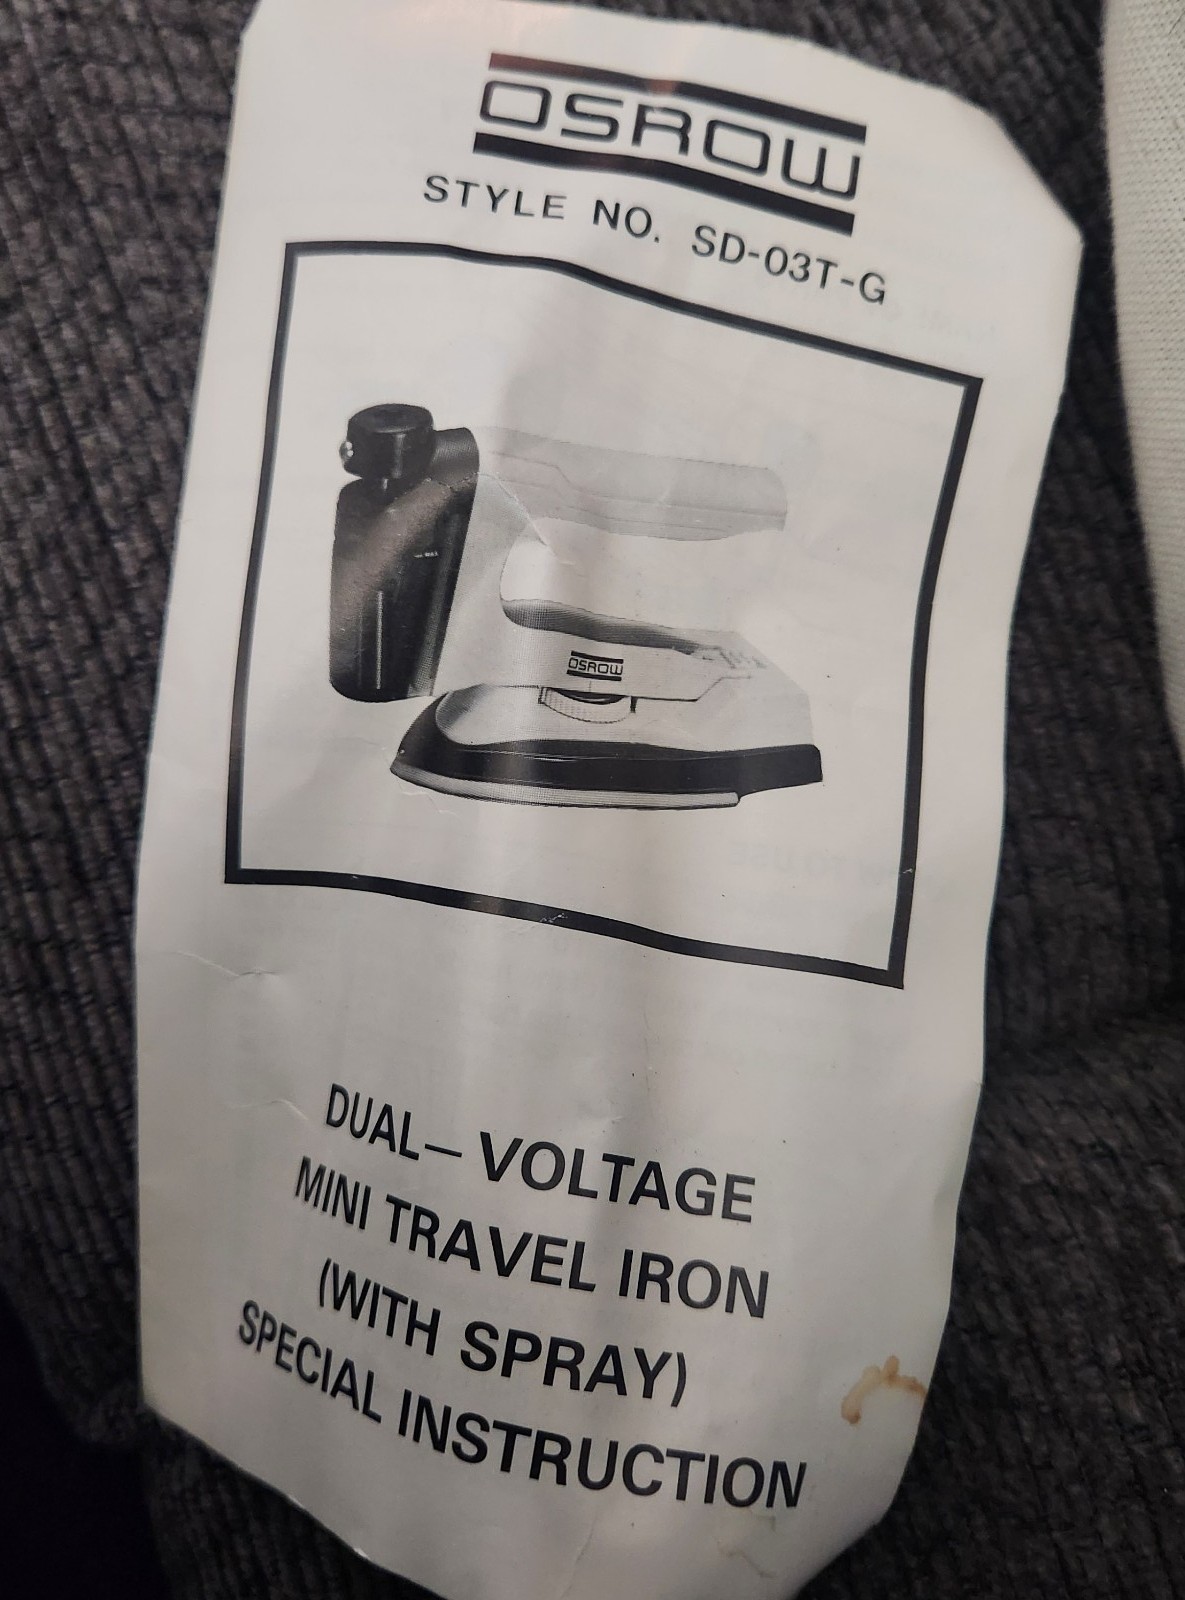 OSROW
STYLE NO. SD-03T-G
OSROW
DUAL— VOLTAGE
MINI TRAVEL IRON
(WITH SPRAY)
SPECIAL INSTRUCTION